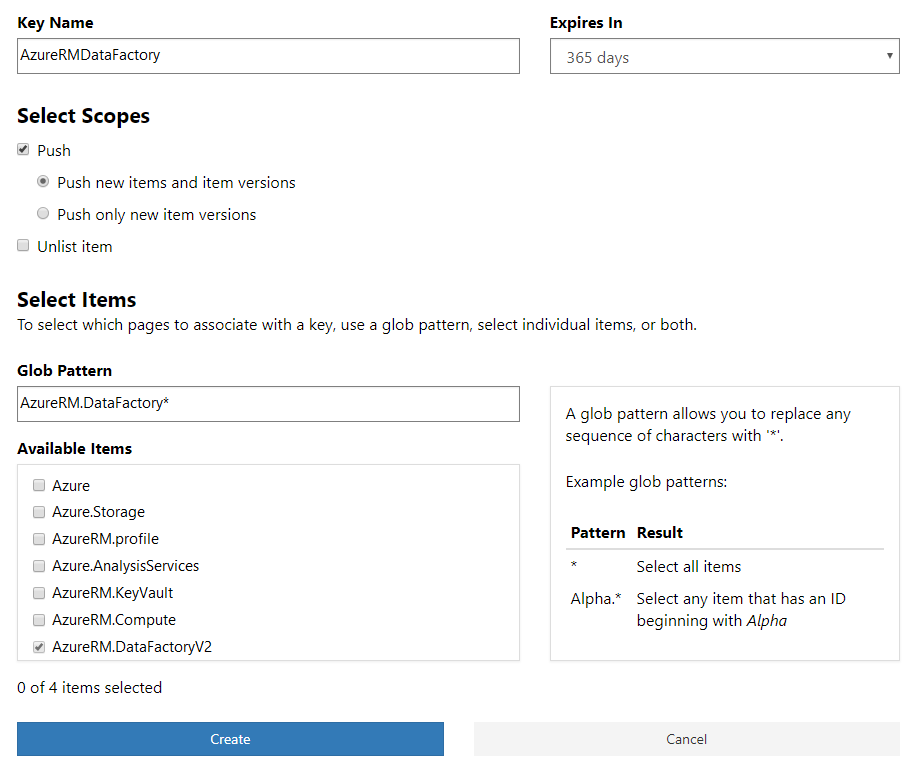 Key Name
Expires In
AzureRMDataFactory
365 days
Select Scopes
Push
Push new items and item versions
Push only new item versions
Unlist item
Select Items
To select which pages to associate with a key, use a glob pattern, select individual items, or both.
Glob Pattern
AzureRM.DataFactory*
Available Items
Azure
Azure.Storage
AzureRM.profile
Azure.AnalysisServices
AzureRM.KeyVault
AzureRM.Compute
AzureRM.DataFactoryV2
0 of 4 items selected
A glob pattern allows you to replace any
sequence of characters with '*'.
Example glob patterns:
Pattern Result
* Select all items
Alpha.* Select any item that has an ID
beginning with Alpha
Create
Cancel